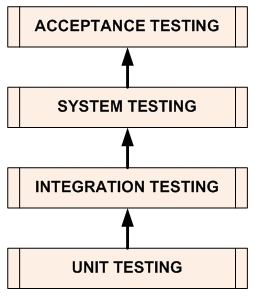 ACCEPTANCE TESTING
SYSTEM TESTING
INTEGRATION TESTING
UNIT TESTING